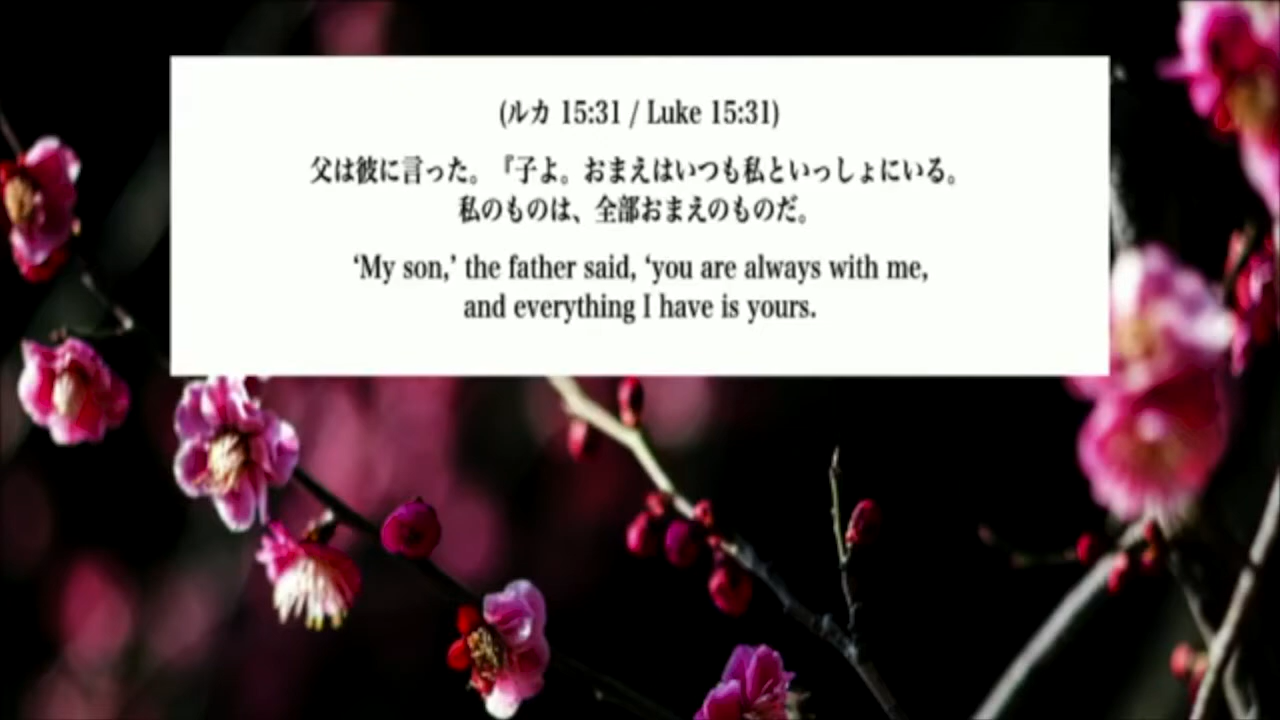 (ルカ 15:31 / Luke 15:31)
父は彼に言った。『子よ。おまえはいつも私といっしょにいる。
私のものは、全部おまえのものだ。
‘My son,’ the father said, ‘you are always with me,
and everything I have is yours.